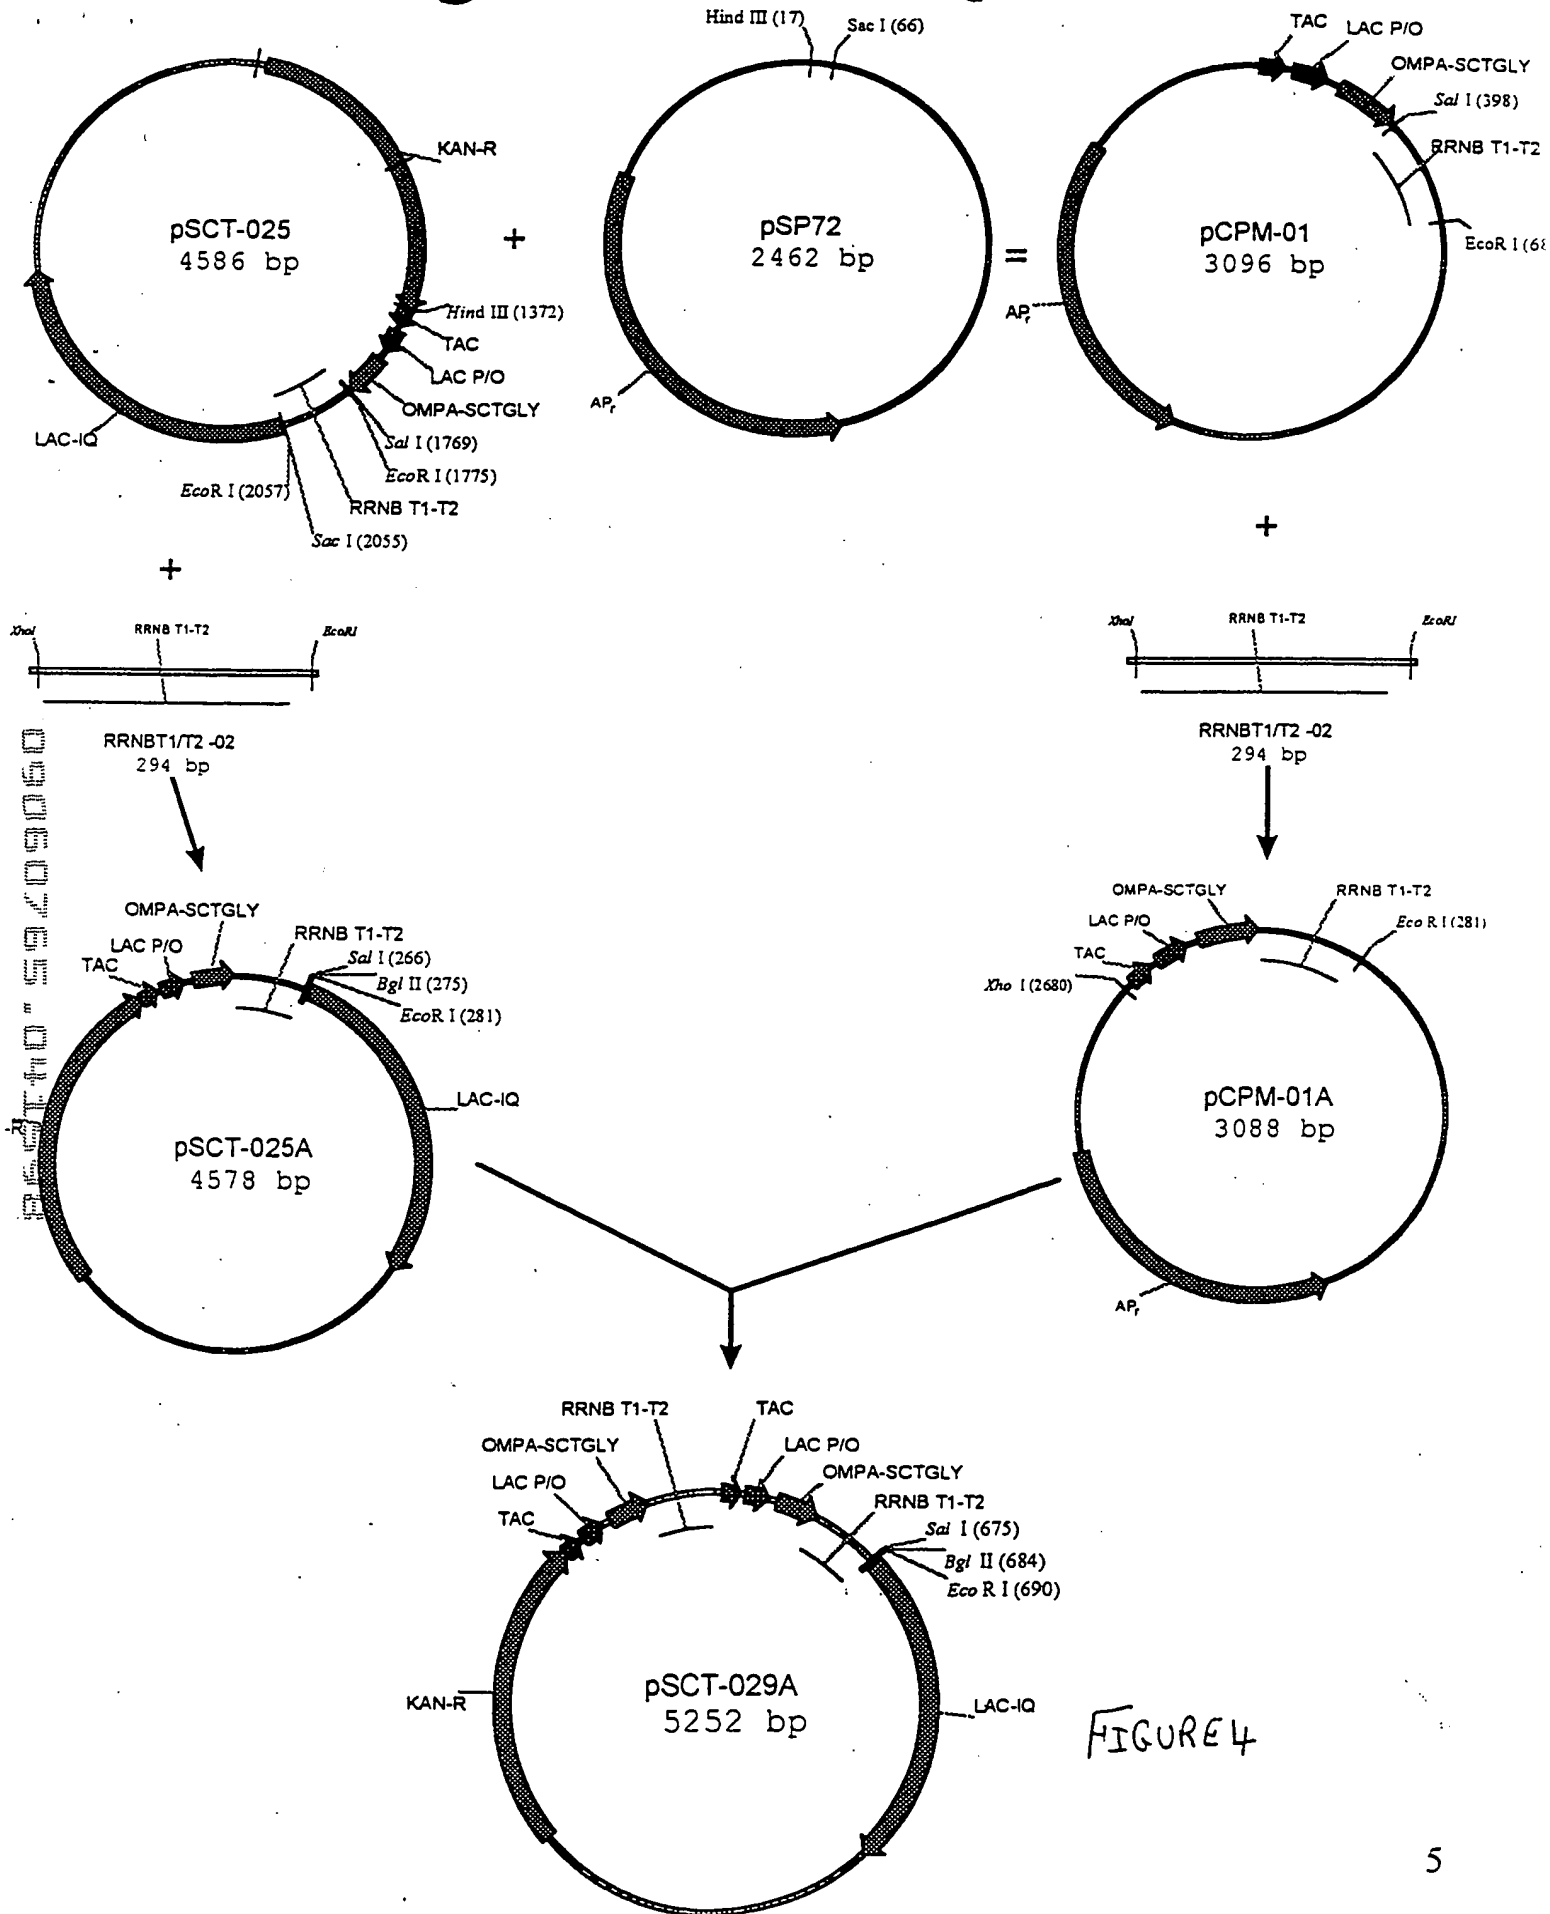 Hind III (17)
Sac I (66)
KAN-R
pSCT-025
4586 bp
Hind III (1372)
TAC
LAC P/O
OMPA-SCTGLY
Sal I (1769)
EcoR I (1775)
RRNB T1-T2
Sac I (2055)
EcoR I (2057)
LAC-IQ
+
pSP72
2462 bp
APr
=
TAC
LAC P/O
OMPA-SCTGLY
Sal I (398)
RRNB T1-T2
EcoR I (68
pCPM-01
3096 bp
APr
+
+
XhoI
RRNB T1-T2
EcoRI
RRNBT1/T2 -02
294 bp
XhoI
RRNB T1-T2
EcoRI
RRNBT1/T2 -02
294 bp
OMPA-SCTGLY
LAC P/O
TAC
RRNB T1-T2
Sal I (266)
Bgl II (275)
EcoR I (281)
LAC-IQ
-R
pSCT-025A
4578 bp
OMPA-SCTGLY
LAC P/O
TAC
Xho I (2680)
RRNB T1-T2
Eco R I (281)
pCPM-01A
3088 bp
APr
RRNB T1-T2
TAC
OMPA-SCTGLY
LAC P/O
LAC P/O
OMPA-SCTGLY
TAC
RRNB T1-T2
Sal I (675)
Bgl II (684)
Eco R I (690)
KAN-R
pSCT-029A
5252 bp
LAC-IQ
FIGURE 4
5